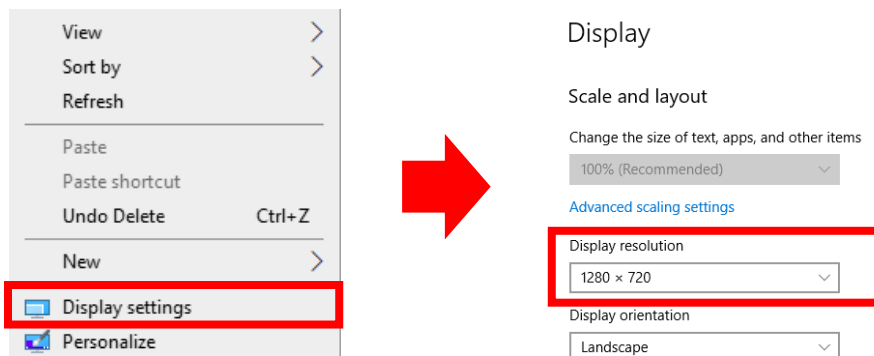 View
Sort by
Refresh
Paste
Paste shortcut
Undo Delete Ctrl+Z
New
Display settings
Personalize
Display
Scale and layout
Change the size of text, apps, and other items
100% (Recommended)
Advanced scaling settings
Display resolution
1280 × 720
Display orientation
Landscape